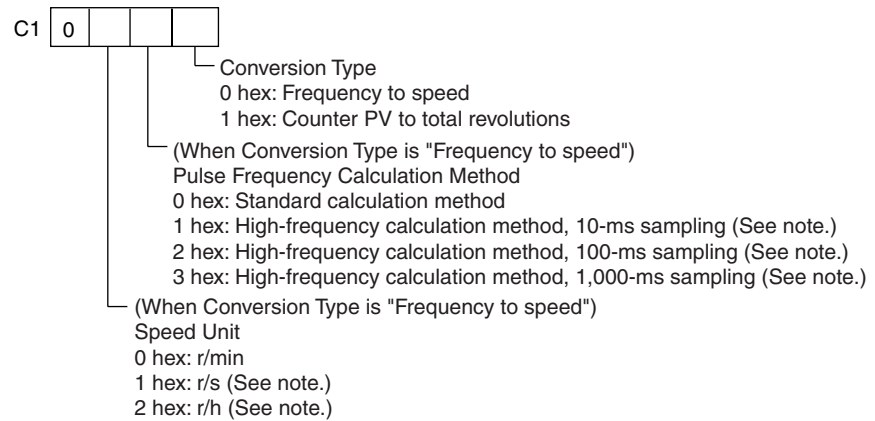 C1 0
Conversion Type
0 hex: Frequency to speed
1 hex: Counter PV to total revolutions
(When Conversion Type is "Frequency to speed")
Pulse Frequency Calculation Method
0 hex: Standard calculation method
1 hex: High-frequency calculation method, 10-ms sampling (See note.)
2 hex: High-frequency calculation method, 100-ms sampling (See note.)
3 hex: High-frequency calculation method, 1,000-ms sampling (See note.)
(When Conversion Type is "Frequency to speed")
Speed Unit
0 hex: r/min
1 hex: r/s (See note.)
2 hex: r/h (See note.)